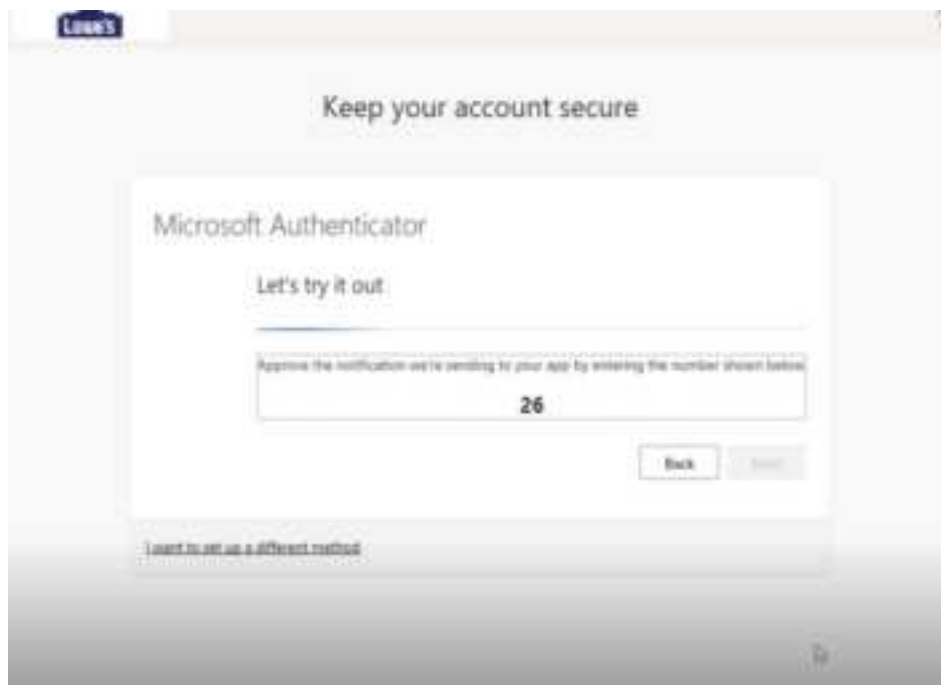 Lowe's
Keep your account secure
Microsoft Authenticator
Let's try it out
Approve the notification we're sending to your app by entering the number shown below
26
Back
Next
I want to set up a different method